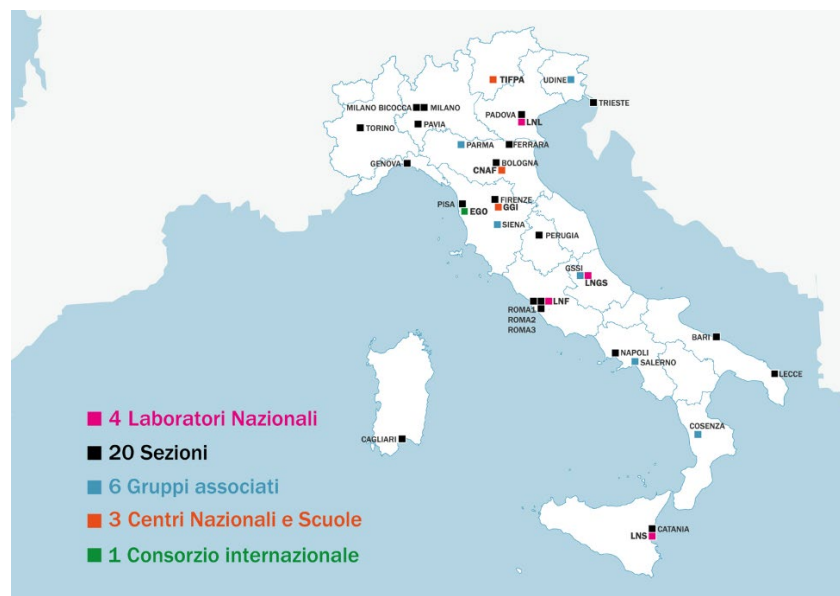 TIFPA
UDINE
TRIESTE
MILANO BICOCCA
MILANO
PADOVA
LNL
TORINO
PAVIA
PARMA
FERRARA
GENOVA
BOLOGNA
CNAF
PISA
EGO
FIRENZE
GGI
SIENA
PERUGIA
GSSI
LNGS
LNF
ROMA1
ROMA2
ROMA3
BARI
NAPOLI
SALERNO
LECCE
COSENZA
CAGLIARI
CATANIA
LNS
4 Laboratori Nazionali
20 Sezioni
6 Gruppi associati
3 Centri Nazionali e Scuole
1 Consorzio internazionale